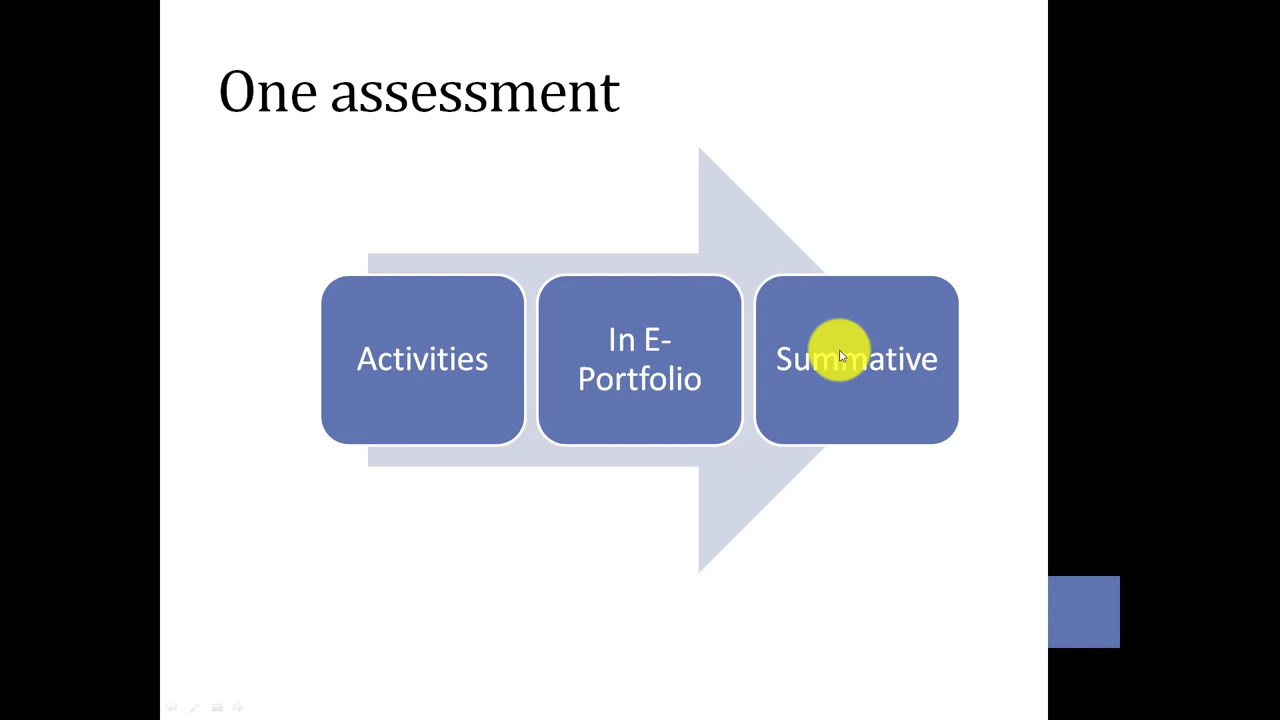 One assessment
Activities
In E-
Portfolio
Summative